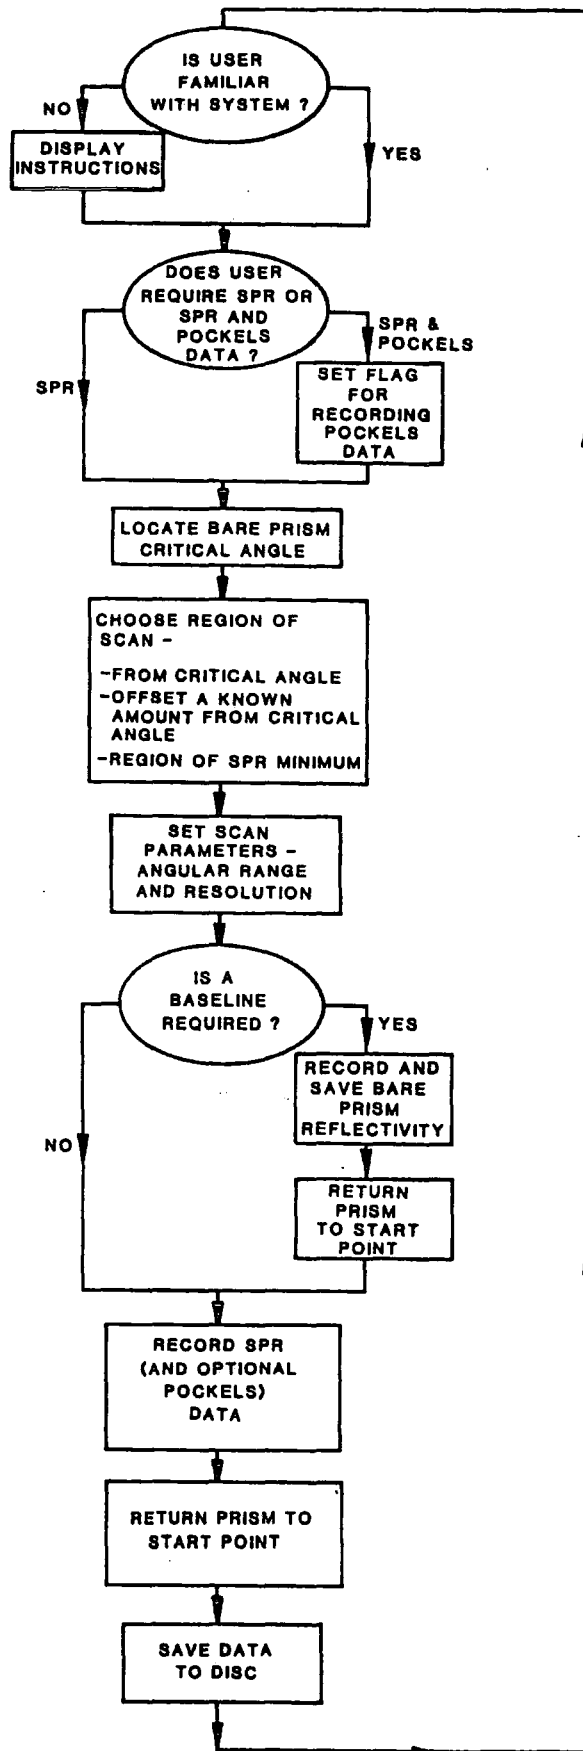 IS USER
FAMILIAR
WITH SYSTEM ?
NO
YES
DISPLAY
INSTRUCTIONS
DOES USER
REQUIRE SPR OR
SPR AND
POCKELS
DATA ?
SPR &
POCKELS
SPR
SET FLAG
FOR
RECORDING
POCKELS
DATA
LOCATE BARE PRISM
CRITICAL ANGLE
CHOOSE REGION OF
SCAN –
–FROM CRITICAL ANGLE
–OFFSET A KNOWN
AMOUNT FROM CRITICAL
ANGLE
–REGION OF SPR MINIMUM
SET SCAN
PARAMETERS –
ANGULAR RANGE
AND RESOLUTION
IS A
BASELINE
REQUIRED ?
YES
NO
RECORD AND
SAVE BARE
PRISM
REFLECTIVITY
RETURN
PRISM
TO START
POINT
RECORD SPR
(AND OPTIONAL
POCKELS)
DATA
RETURN PRISM TO
START POINT
SAVE DATA
TO DISC